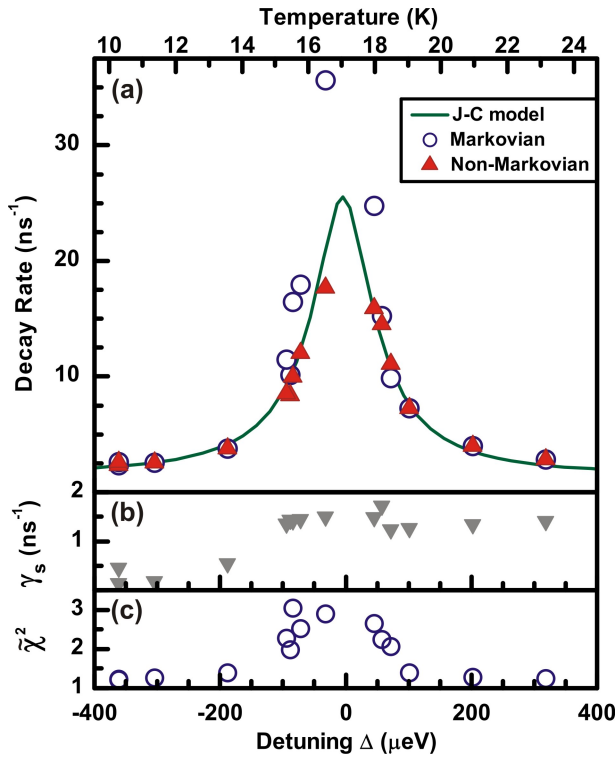 Temperature (K)
10 12 14 16 18 20 22 24
(a)
J-C model
Markovian
Non-Markovian
30
20
10
2
Decay Rate (ns⁻¹)
(b)
1
γₛ (ns⁻¹)
(c)
3
2
1
χ̃²
-400 -200 0 200 400
Detuning Δ (μeV)